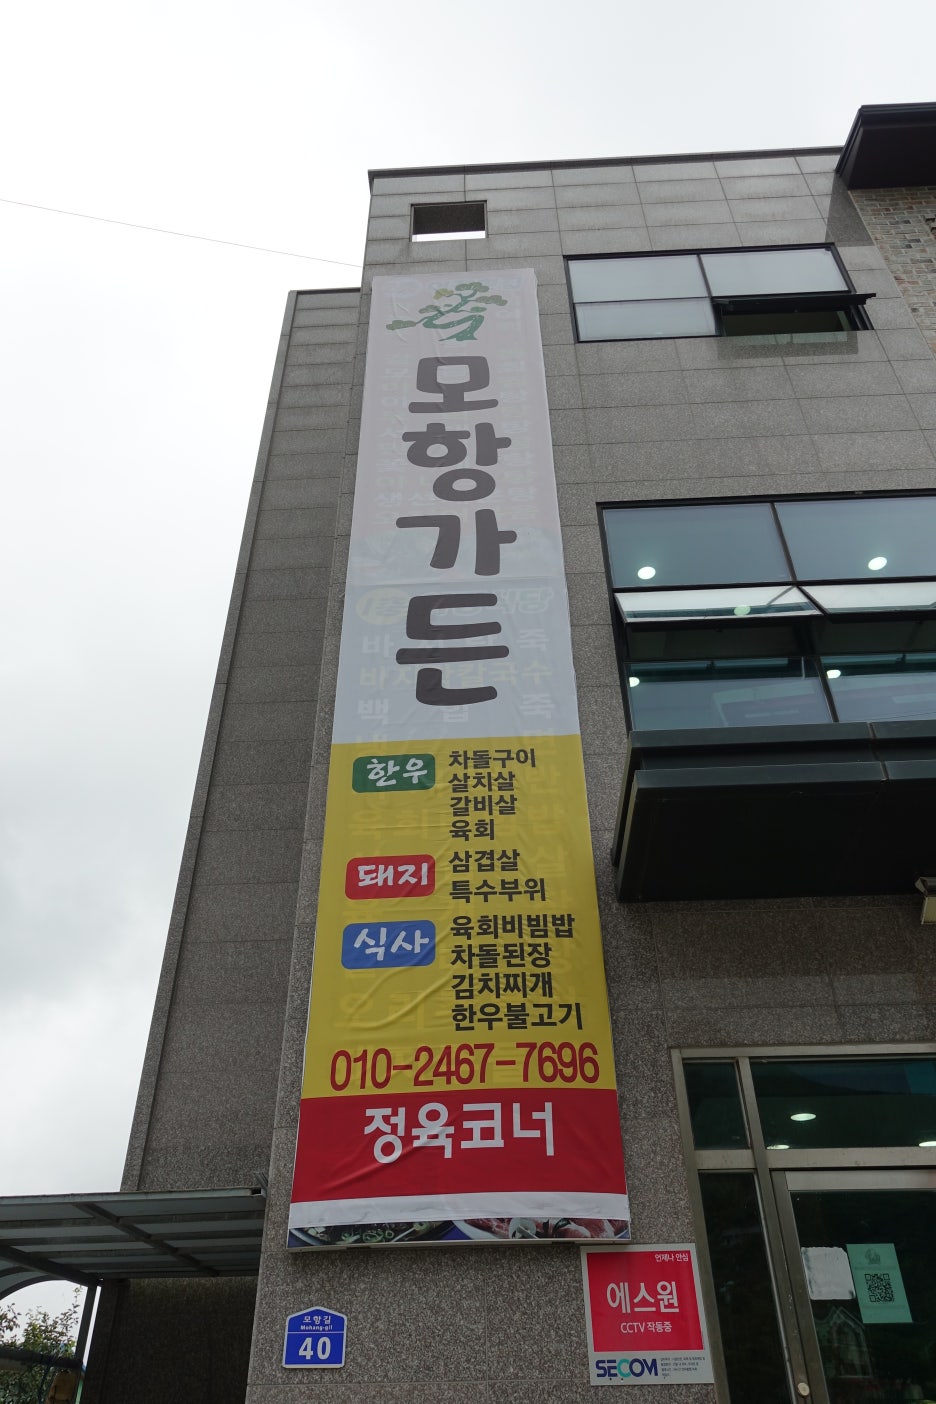 모항가든
한우
차돌구이
살치살
갈비살
육회
돼지
삼겹살
특수부위
식사
육회비빔밥
차돌된장
김치찌개
한우불고기
010-2467-7696
정육코너
언제나 안심
에스원
CCTV 작동중
SECOM
모항길
Mohang-gil
40